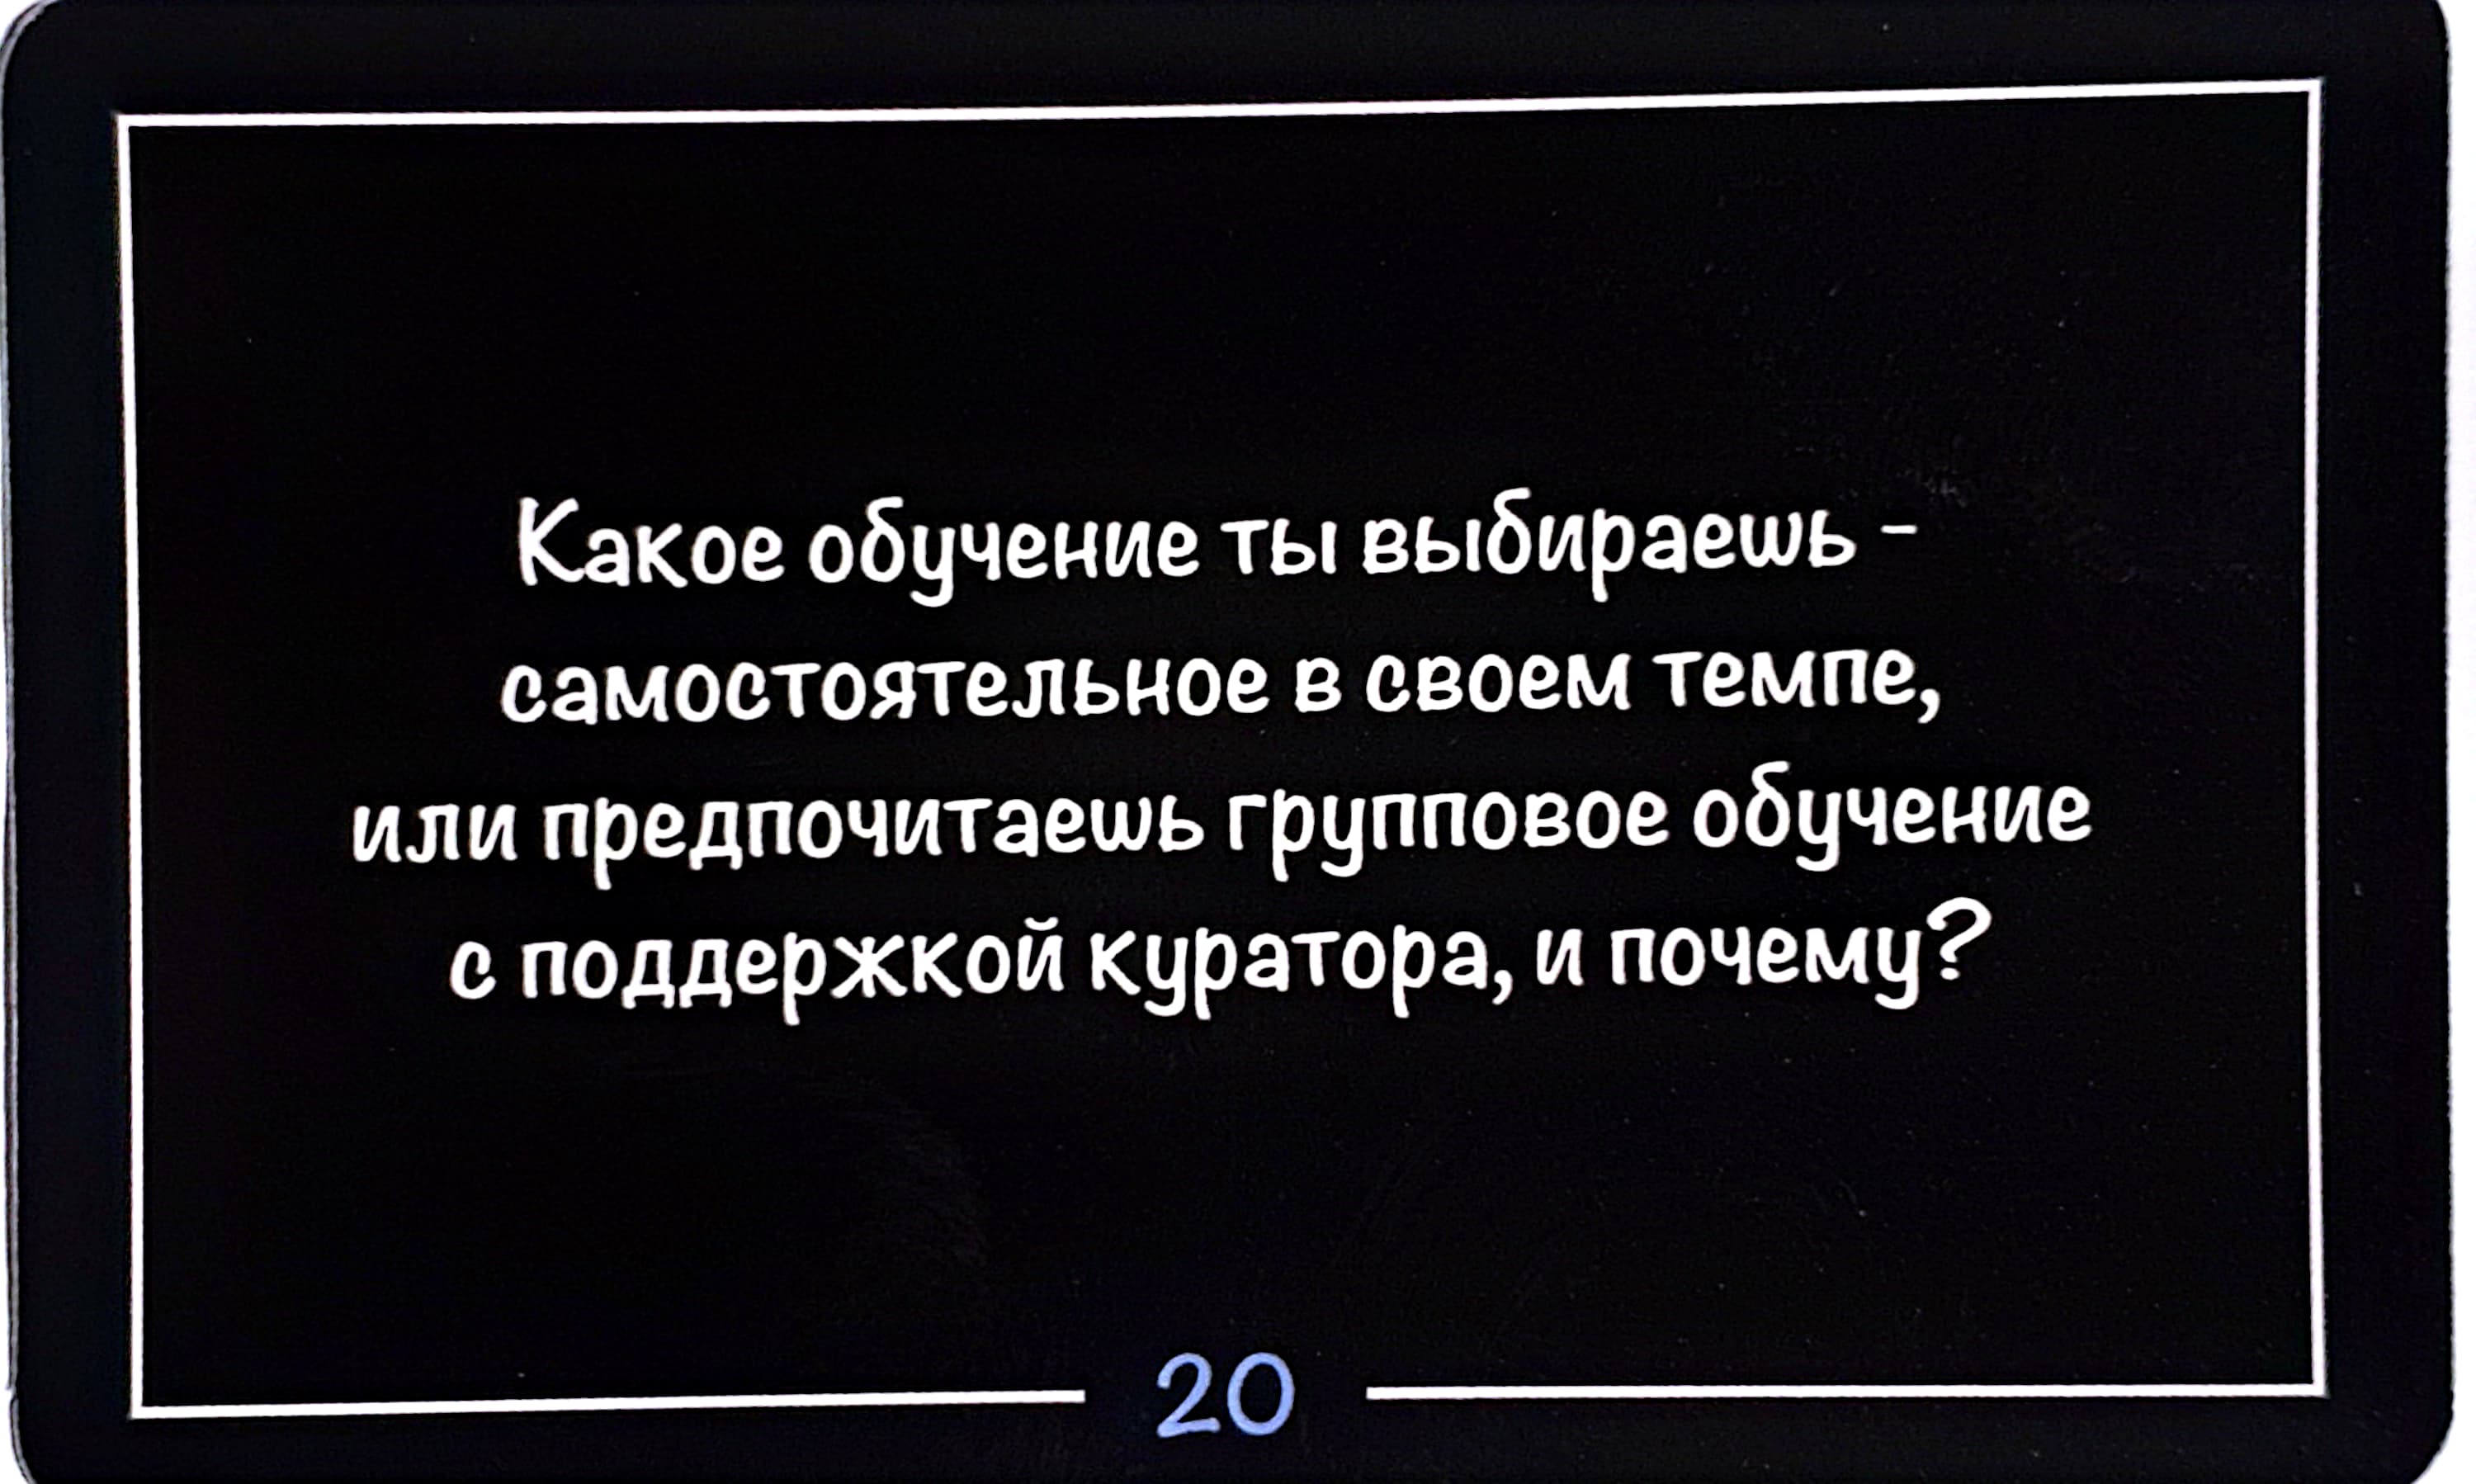 Какое обучение ты выбираешь -
самостоятельное в своем темпе,
или предпочитаешь групповое обучение
с поддержкой куратора, и почему?
20